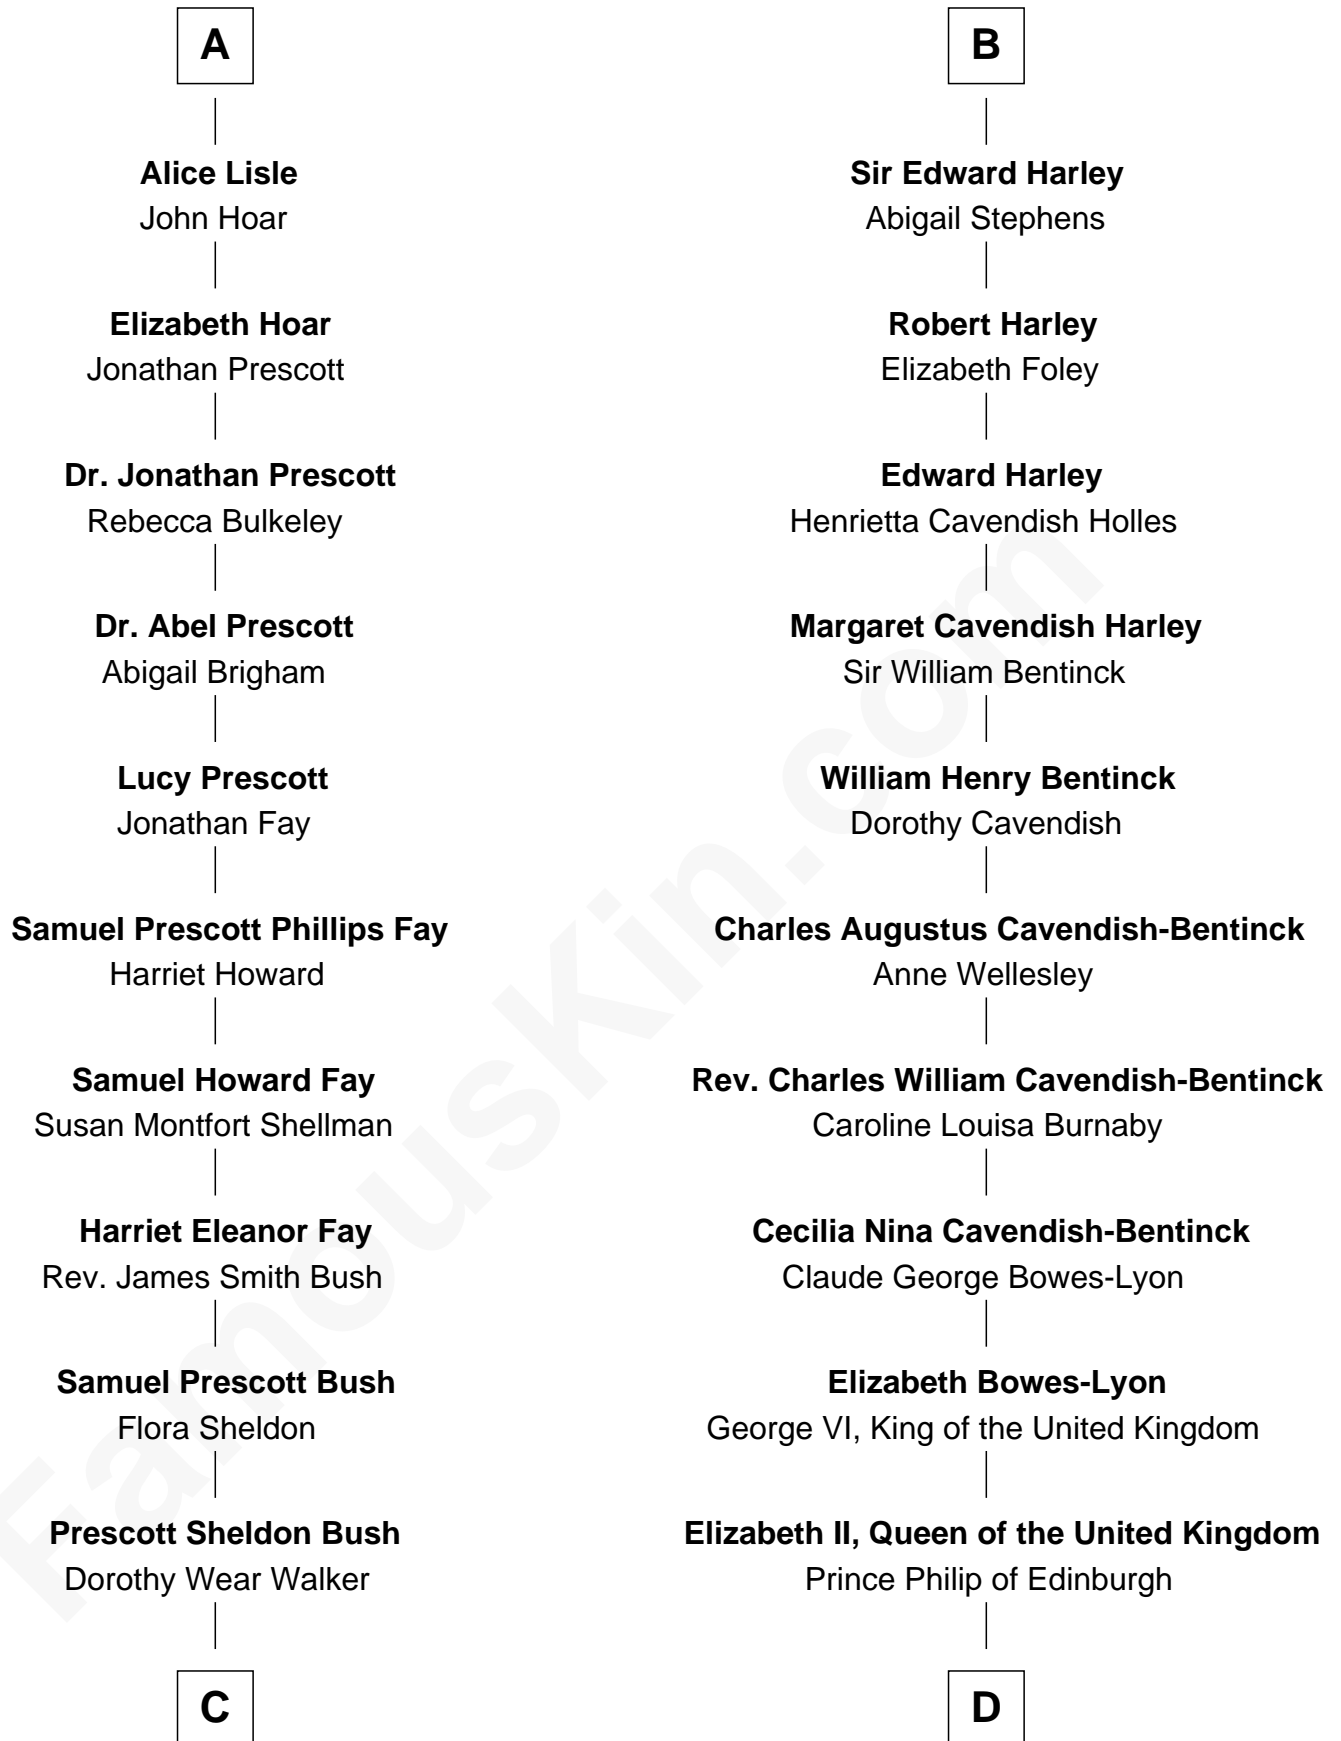 A
Alice Lisle
John Hoar
Elizabeth Hoar
Jonathan Prescott
Dr. Jonathan Prescott
Rebecca Bulkeley
Dr. Abel Prescott
Abigail Brigham
Lucy Prescott
Jonathan Fay
Samuel Prescott Phillips Fay
Harriet Howard
Samuel Howard Fay
Susan Montfort Shellman
Harriet Eleanor Fay
Rev. James Smith Bush
Samuel Prescott Bush
Flora Sheldon
Prescott Sheldon Bush
Dorothy Wear Walker
C
B
Sir Edward Harley
Abigail Stephens
Robert Harley
Elizabeth Foley
Edward Harley
Henrietta Cavendish Holles
Margaret Cavendish Harley
Sir William Bentinck
William Henry Bentinck
Dorothy Cavendish
Charles Augustus Cavendish-Bentinck
Anne Wellesley
Rev. Charles William Cavendish-Bentinck
Caroline Louisa Burnaby
Cecilia Nina Cavendish-Bentinck
Claude George Bowes-Lyon
Elizabeth Bowes-Lyon
George VI, King of the United Kingdom
Elizabeth II, Queen of the United Kingdom
Prince Philip of Edinburgh
D
FamousKin.com